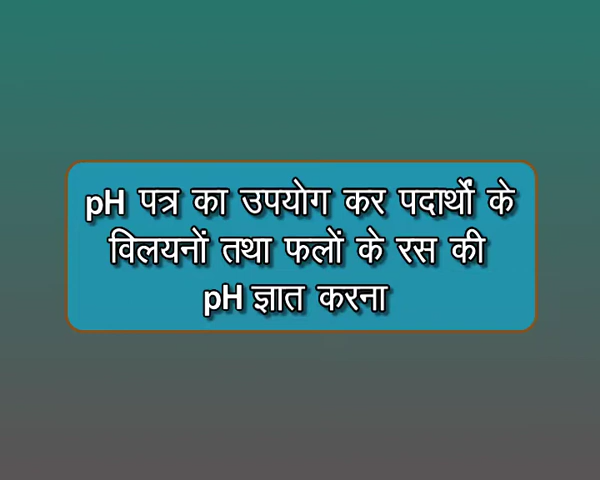 pH पत्र का उपयोग कर पदार्थों के
विलयनों तथा फलों के रस की
pH ज्ञात करना